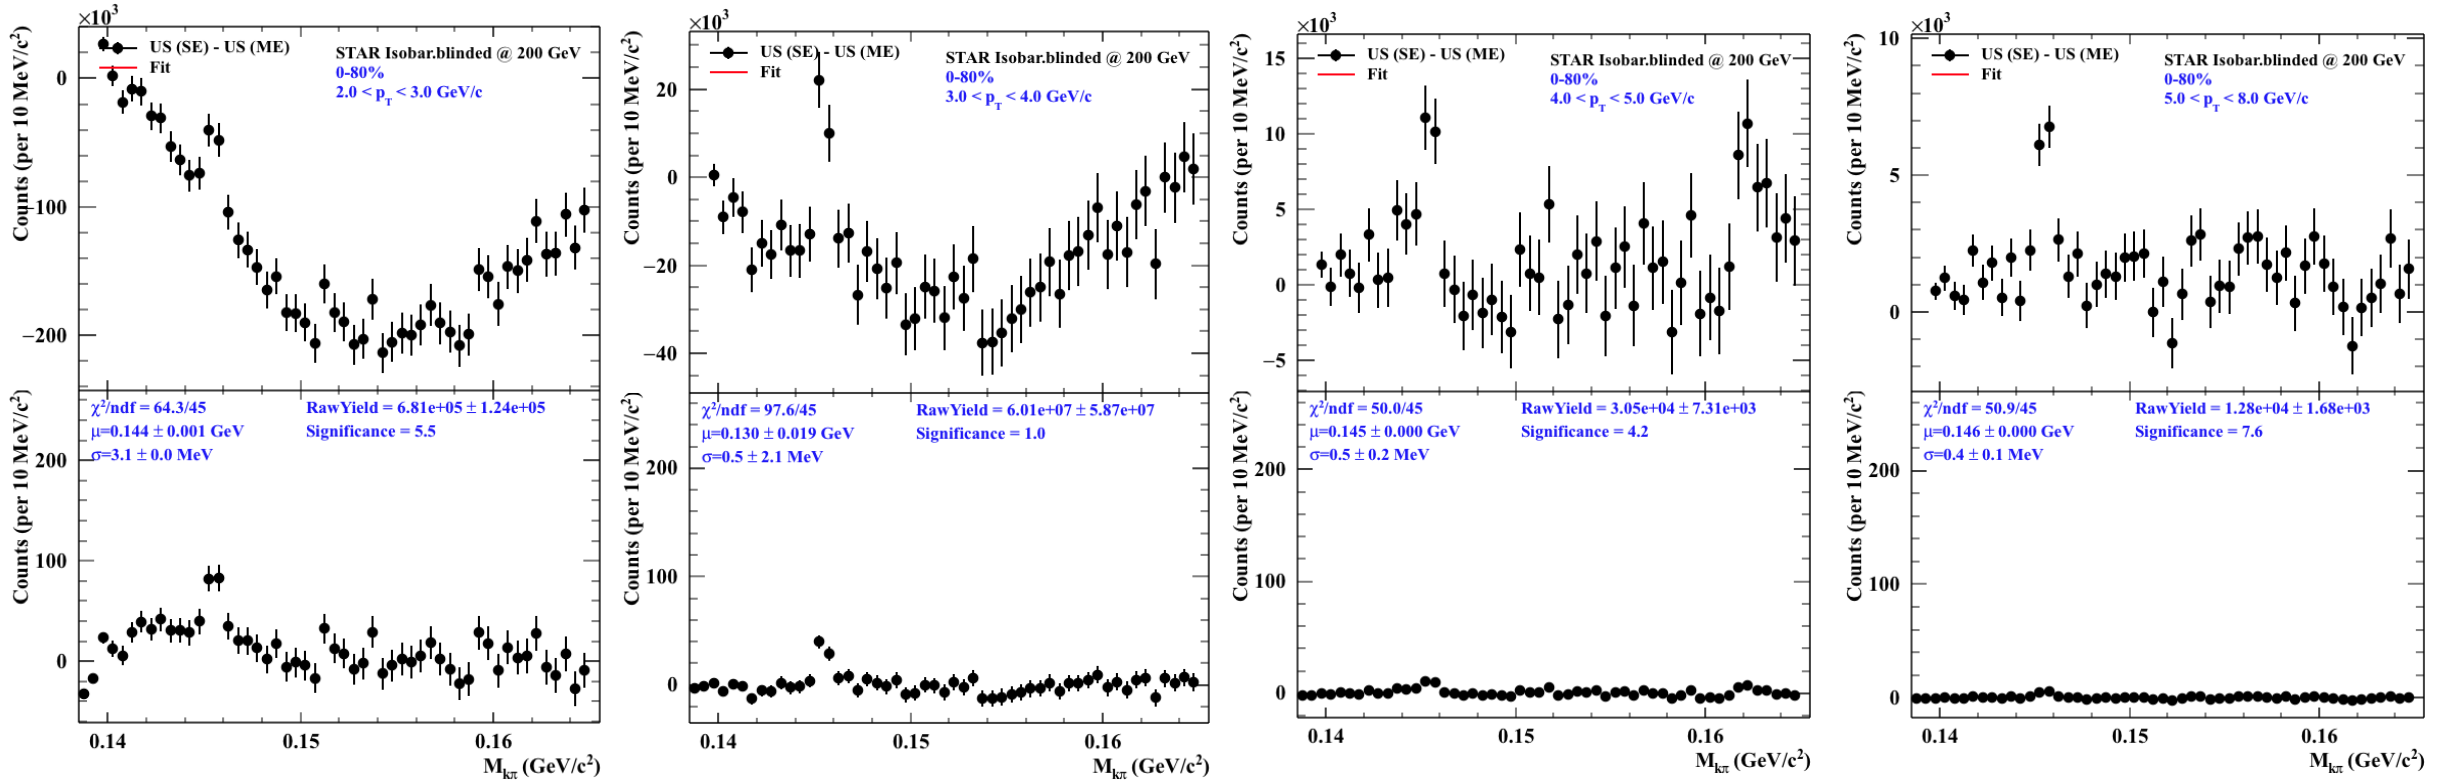 ×10³
US (SE) - US (ME)
Fit
STAR Isobar.blinded @ 200 GeV
0-80%
2.0 < p_T < 3.0 GeV/c
Counts (per 10 MeV/c²)
0
−100
−200
χ²/ndf = 64.3/45
μ=0.144 ± 0.001 GeV
σ=3.1 ± 0.0 MeV
RawYield = 6.81e+05 ± 1.24e+05
Significance = 5.5
Counts (per 10 MeV/c²)
200
100
0
0.14 0.15 0.16
M_kπ (GeV/c²)
×10³
US (SE) - US (ME)
Fit
STAR Isobar.blinded @ 200 GeV
0-80%
3.0 < p_T < 4.0 GeV/c
Counts (per 10 MeV/c²)
20
0
−20
−40
χ²/ndf = 97.6/45
μ=0.130 ± 0.019 GeV
σ=0.5 ± 2.1 MeV
RawYield = 6.01e+07 ± 5.87e+07
Significance = 1.0
Counts (per 10 MeV/c²)
200
100
0
0.14 0.15 0.16
M_kπ (GeV/c²)
×10³
US (SE) - US (ME)
Fit
STAR Isobar.blinded @ 200 GeV
0-80%
4.0 < p_T < 5.0 GeV/c
Counts (per 10 MeV/c²)
15
10
5
0
−5
χ²/ndf = 50.0/45
μ=0.145 ± 0.000 GeV
σ=0.5 ± 0.2 MeV
RawYield = 3.05e+04 ± 7.31e+03
Significance = 4.2
Counts (per 10 MeV/c²)
200
100
0
0.14 0.15 0.16
M_kπ (GeV/c²)
×10³
US (SE) - US (ME)
Fit
STAR Isobar.blinded @ 200 GeV
0-80%
5.0 < p_T < 8.0 GeV/c
Counts (per 10 MeV/c²)
10
5
0
χ²/ndf = 50.9/45
μ=0.146 ± 0.000 GeV
σ=0.4 ± 0.1 MeV
RawYield = 1.28e+04 ± 1.68e+03
Significance = 7.6
Counts (per 10 MeV/c²)
200
100
0
0.14 0.15 0.16
M_kπ (GeV/c²)